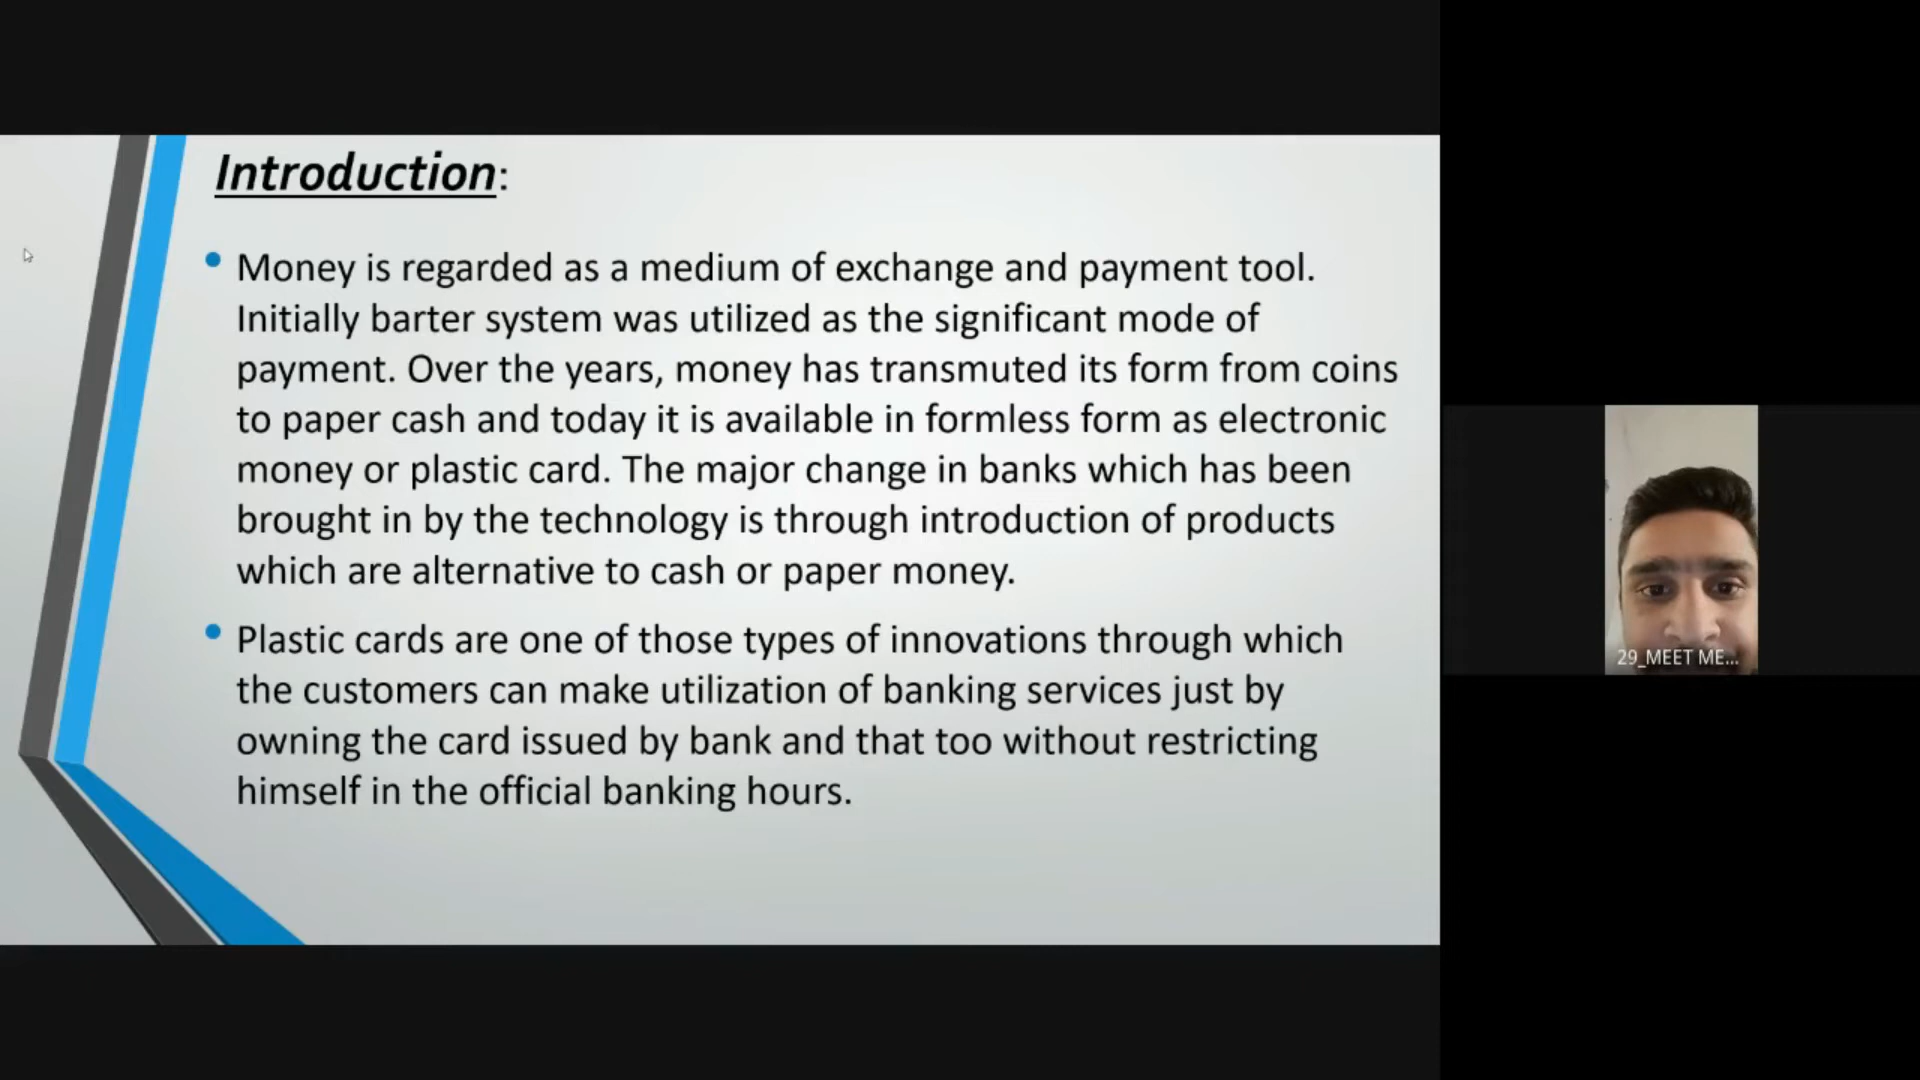 Introduction:
Money is regarded as a medium of exchange and payment tool.
Initially barter system was utilized as the significant mode of
payment. Over the years, money has transmuted its form from coins
to paper cash and today it is available in formless form as electronic
money or plastic card. The major change in banks which has been
brought in by the technology is through introduction of products
which are alternative to cash or paper money.
Plastic cards are one of those types of innovations through which
the customers can make utilization of banking services just by
owning the card issued by bank and that too without restricting
himself in the official banking hours.
29_MEET ME...